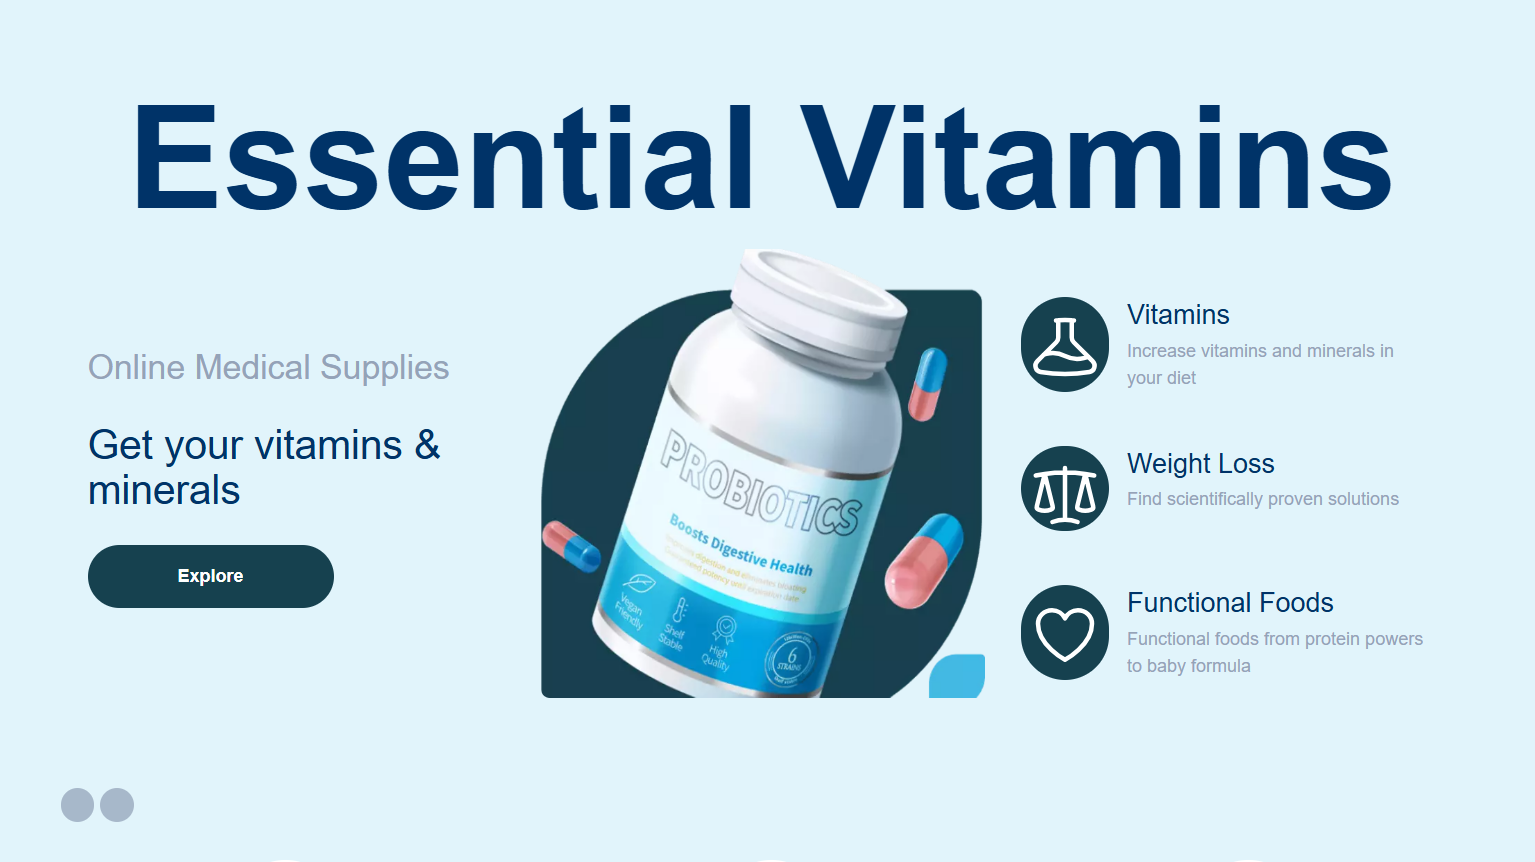 Essential Vitamins
Online Medical Supplies
Get your vitamins &
minerals
Explore
PROBIOTICS
Boosts Digestive Health
Vegan
Friendly
Shelf
Stable
High
Quality
6
STRAINS
Vitamins
Increase vitamins and minerals in
your diet
Weight Loss
Find scientifically proven solutions
Functional Foods
Functional foods from protein powers
to baby formula